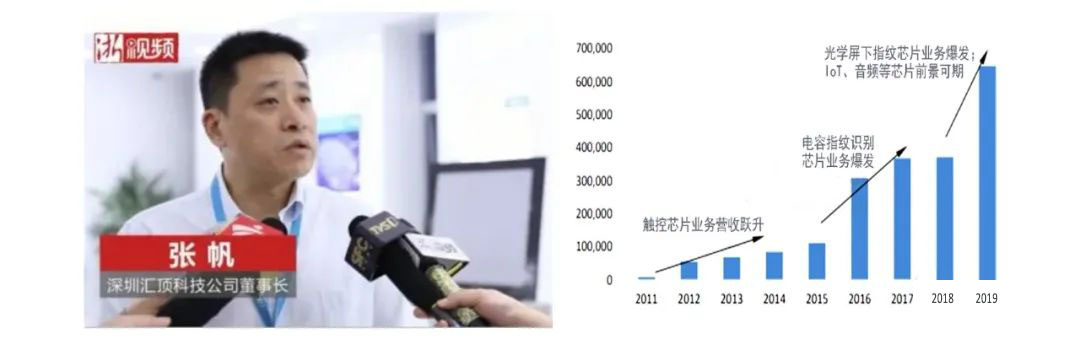 浙视频
张帆
深圳汇顶科技公司董事长
700,000
600,000
500,000
400,000
300,000
200,000
100,000
0
光学屏下指纹芯片业务爆发；
IoT、音频等芯片前景可期
电容指纹识别
芯片业务爆发
触控芯片业务营收跃升
2011 2012 2013 2014 2015 2016 2017 2018 2019